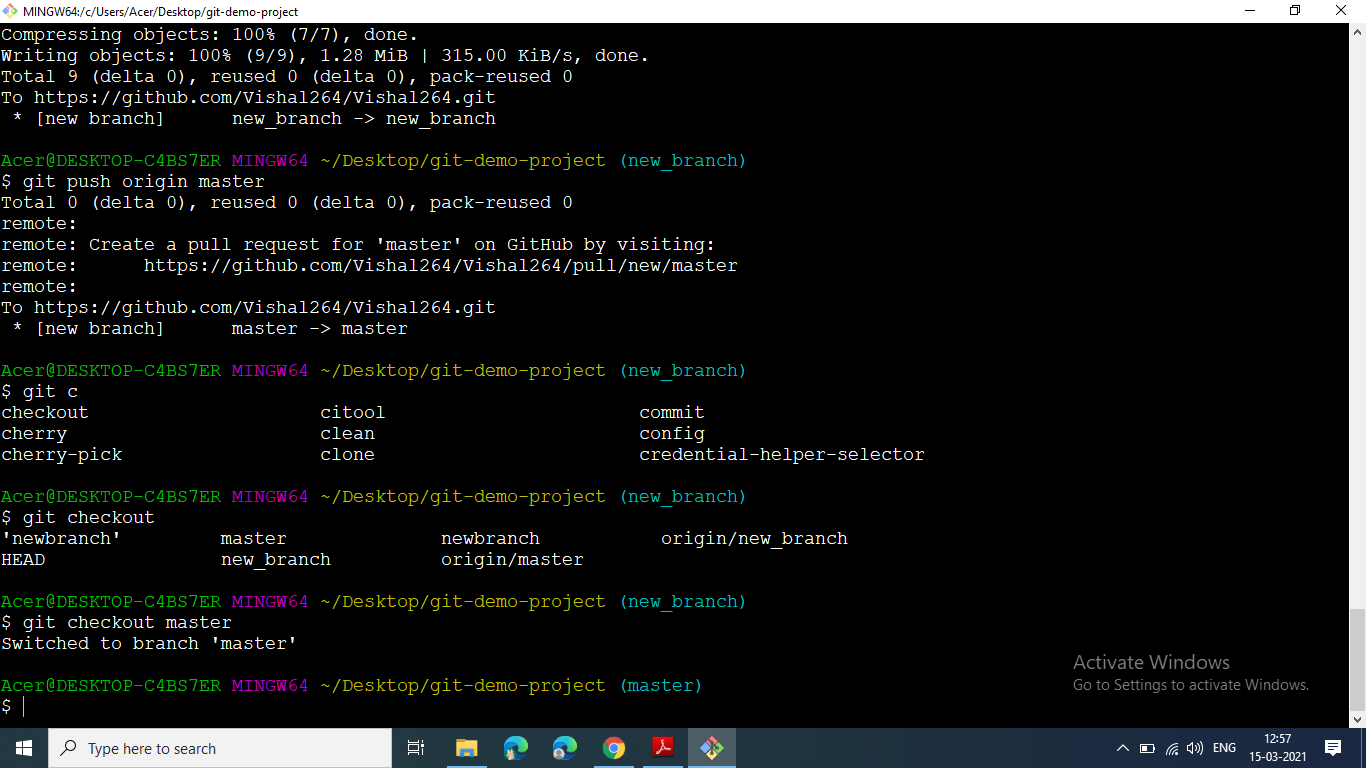 MINGW64:/c/Users/Acer/Desktop/git-demo-project
Compressing objects: 100% (7/7), done.
Writing objects: 100% (9/9), 1.28 MiB | 315.00 KiB/s, done.
Total 9 (delta 0), reused 0 (delta 0), pack-reused 0
To https://github.com/Vishal264/Vishal264.git
 * [new branch]      new_branch -> new_branch
Acer@DESKTOP-C4BS7ER MINGW64 ~/Desktop/git-demo-project (new_branch)
$ git push origin master
Total 0 (delta 0), reused 0 (delta 0), pack-reused 0
remote:
remote: Create a pull request for 'master' on GitHub by visiting:
remote:      https://github.com/Vishal264/Vishal264/pull/new/master
remote:
To https://github.com/Vishal264/Vishal264.git
 * [new branch]      master -> master
Acer@DESKTOP-C4BS7ER MINGW64 ~/Desktop/git-demo-project (new_branch)
$ git c
checkout                     citool                       commit
cherry                       clean                        config
cherry-pick                  clone                        credential-helper-selector
Acer@DESKTOP-C4BS7ER MINGW64 ~/Desktop/git-demo-project (new_branch)
$ git checkout
'newbranch'         master              newbranch           origin/new_branch
HEAD                new_branch          origin/master
Acer@DESKTOP-C4BS7ER MINGW64 ~/Desktop/git-demo-project (new_branch)
$ git checkout master
Switched to branch 'master'
Acer@DESKTOP-C4BS7ER MINGW64 ~/Desktop/git-demo-project (master)
$
Activate Windows
Go to Settings to activate Windows.
Type here to search
ENG
12:57
15-03-2021